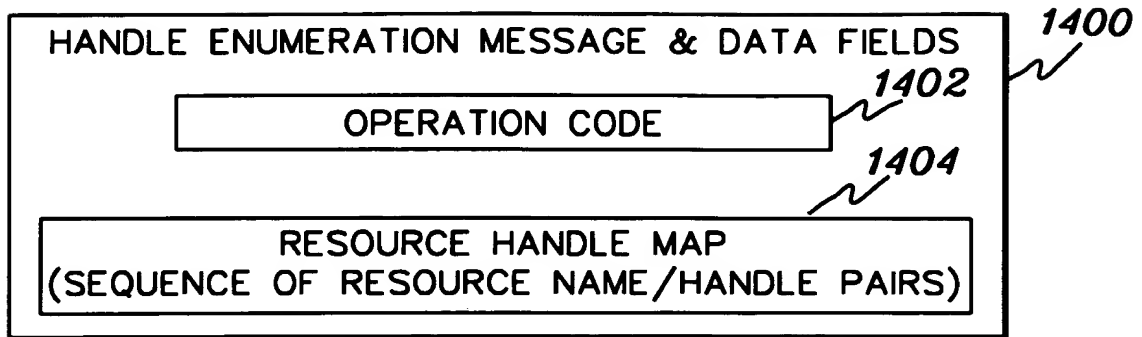 1400
HANDLE ENUMERATION MESSAGE & DATA FIELDS
1402
OPERATION CODE
1404
RESOURCE HANDLE MAP
(SEQUENCE OF RESOURCE NAME/HANDLE PAIRS)